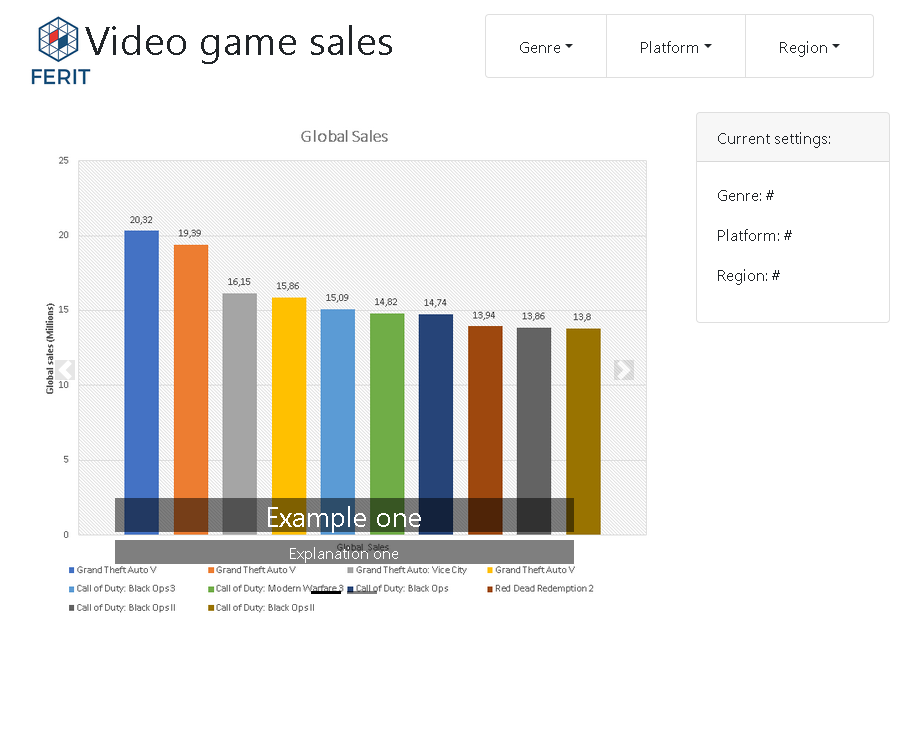 FERIT
Video game sales
Genre
Platform
Region
Current settings:
Genre: #
Platform: #
Region: #
Global Sales
Global sales (Millions)
25
20
15
10
5
0
20,32
19,39
16,15
15,86
15,09
14,82
14,74
13,94
13,86
13,8
Example one
Global Sales
Explanation one
Grand Theft Auto V
Grand Theft Auto V
Grand Theft Auto: Vice City
Grand Theft Auto V
Call of Duty: Black Ops 3
Call of Duty: Modern Warfare 3
Call of Duty: Black Ops
Red Dead Redemption 2
Call of Duty: Black Ops II
Call of Duty: Black Ops II